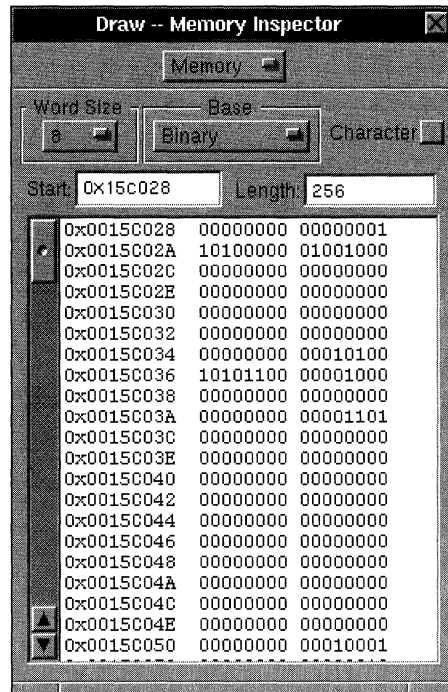 Draw -- Memory Inspector
Memory
Word Size Base
8 Binary Character
Start: 0x15c028 Length: 256
0x0015C028 00000000 00000001
0x0015C02A 10100000 01001000
0x0015C02C 00000000 00000000
0x0015C02E 00000000 00000000
0x0015C030 00000000 00000000
0x0015C032 00000000 00000000
0x0015C034 00000000 00010100
0x0015C036 10101100 00001000
0x0015C038 00000000 00000000
0x0015C03A 00000000 00001101
0x0015C03C 00000000 00000000
0x0015C03E 00000000 00000000
0x0015C040 00000000 00000000
0x0015C042 00000000 00000000
0x0015C044 00000000 00000000
0x0015C046 00000000 00000000
0x0015C048 00000000 00000000
0x0015C04A 00000000 00000000
0x0015C04C 00000000 00000000
0x0015C04E 00000000 00000000
0x0015C050 00000000 00010001